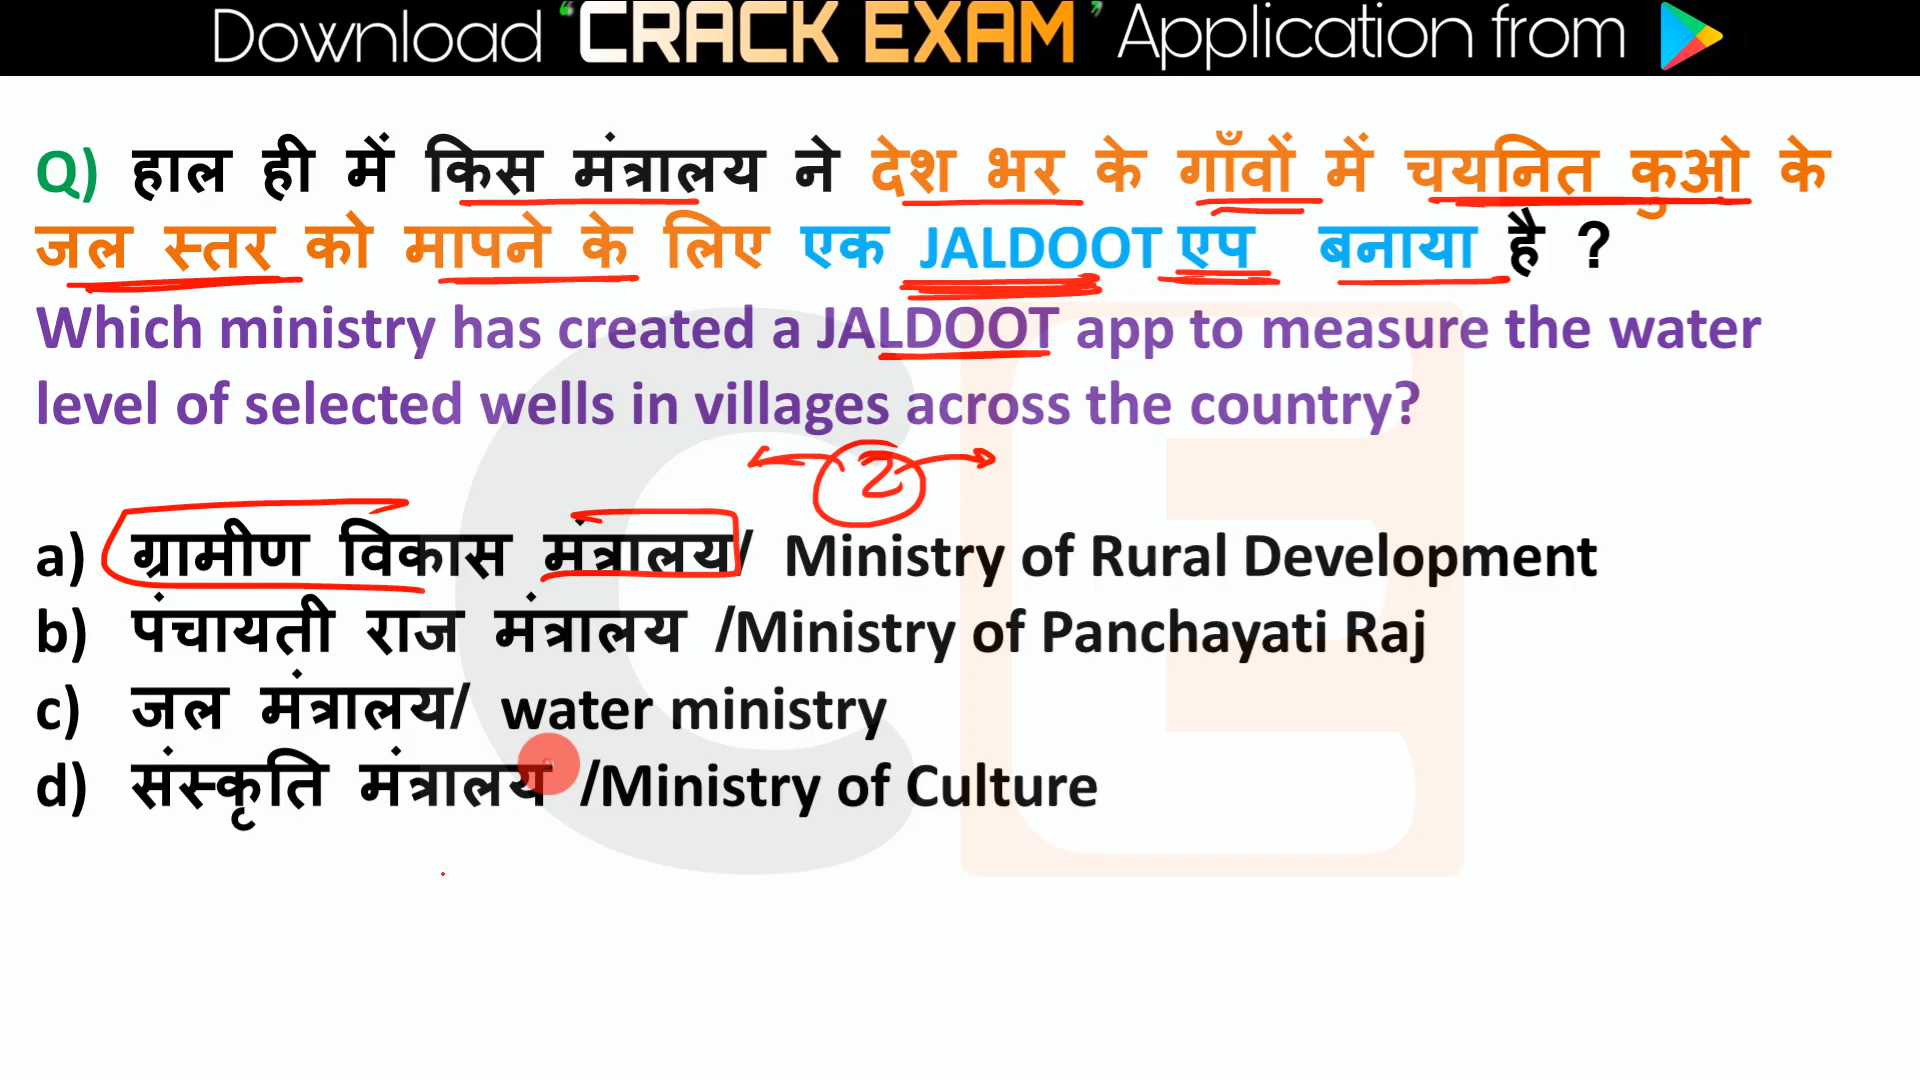 Download "CRACK EXAM" Application from
Q) हाल ही में किस मंत्रालय ने देश भर के गाँवों में चयनित कुओ के
जल स्तर को मापने के लिए एक JALDOOT एप बनाया है ?
Which ministry has created a JALDOOT app to measure the water
level of selected wells in villages across the country?
2
a) ग्रामीण विकास मंत्रालय/ Ministry of Rural Development
b) पंचायती राज मंत्रालय /Ministry of Panchayati Raj
c) जल मंत्रालय/ water ministry
d) संस्कृति मंत्रालय /Ministry of Culture
CE